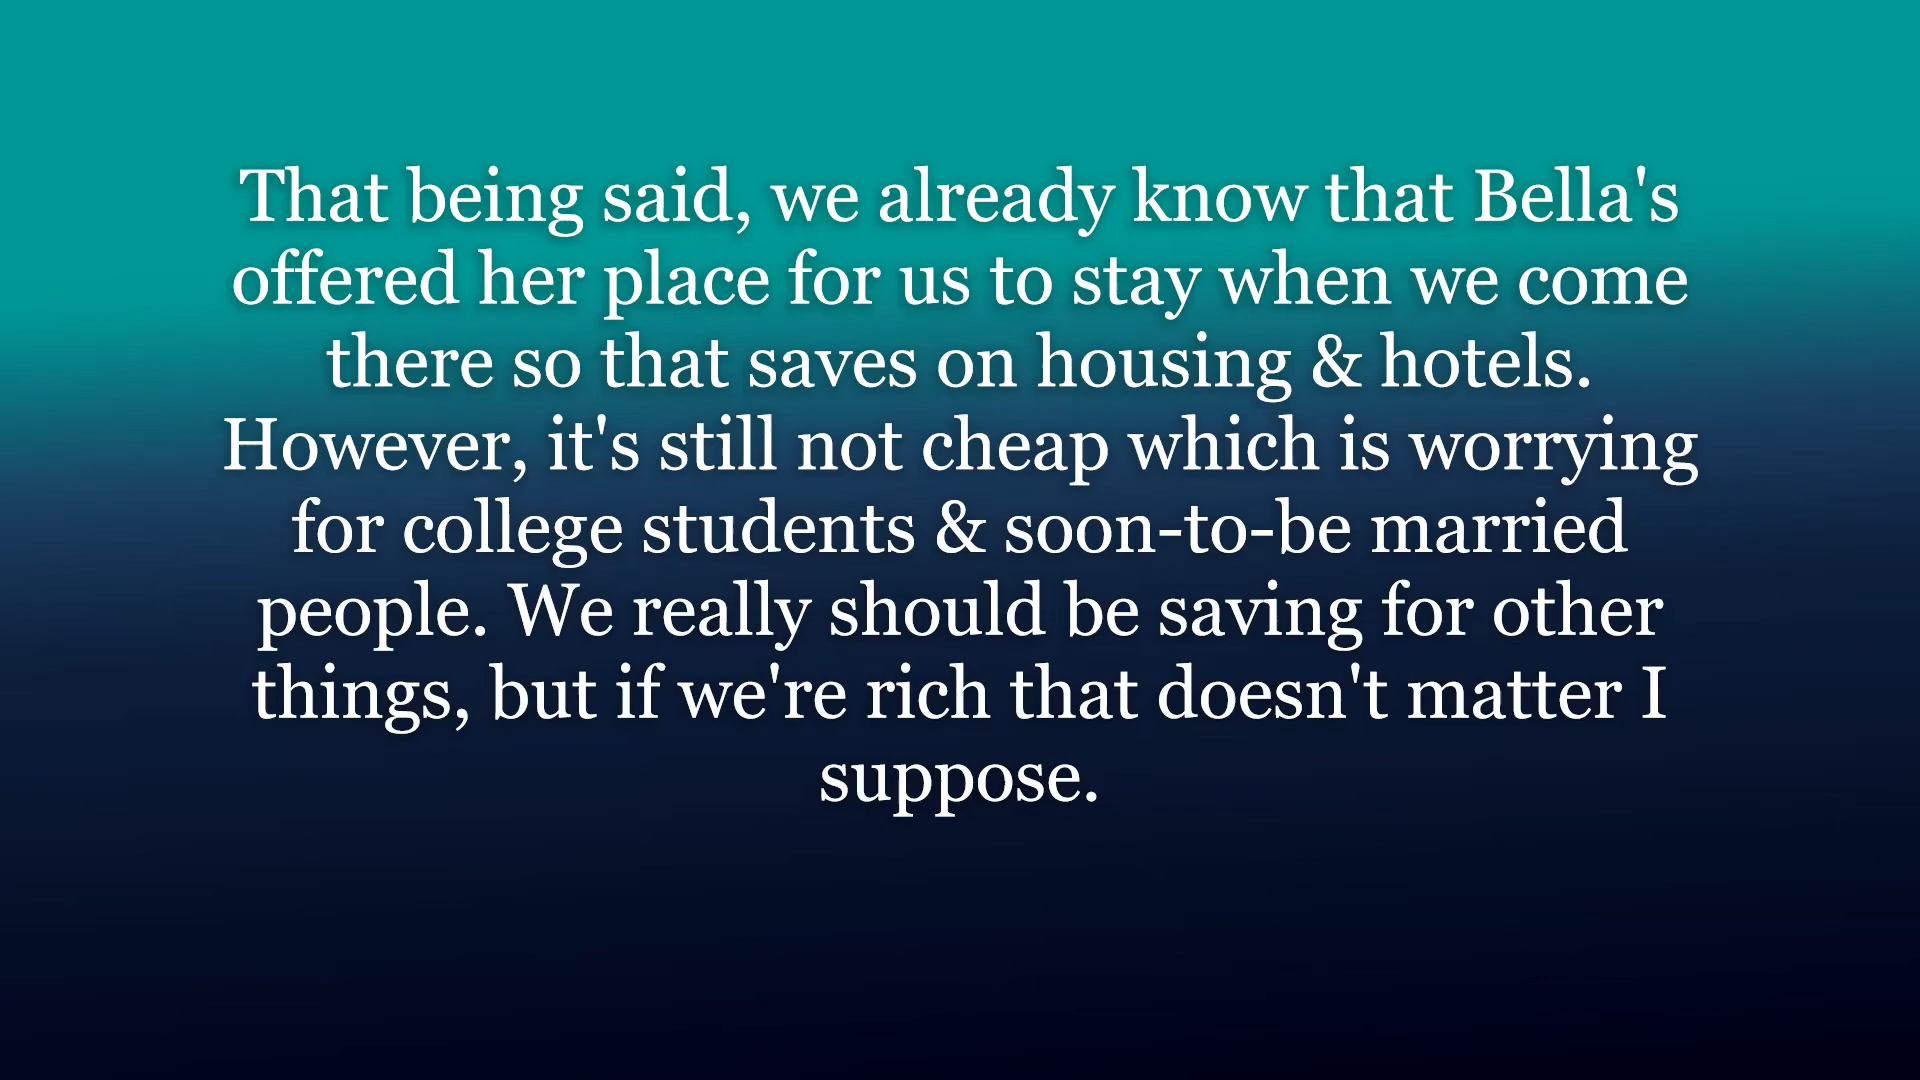 That being said, we already know that Bella's
offered her place for us to stay when we come
there so that saves on housing & hotels.
However, it's still not cheap which is worrying
for college students & soon-to-be married
people. We really should be saving for other
things, but if we're rich that doesn't matter I
suppose.